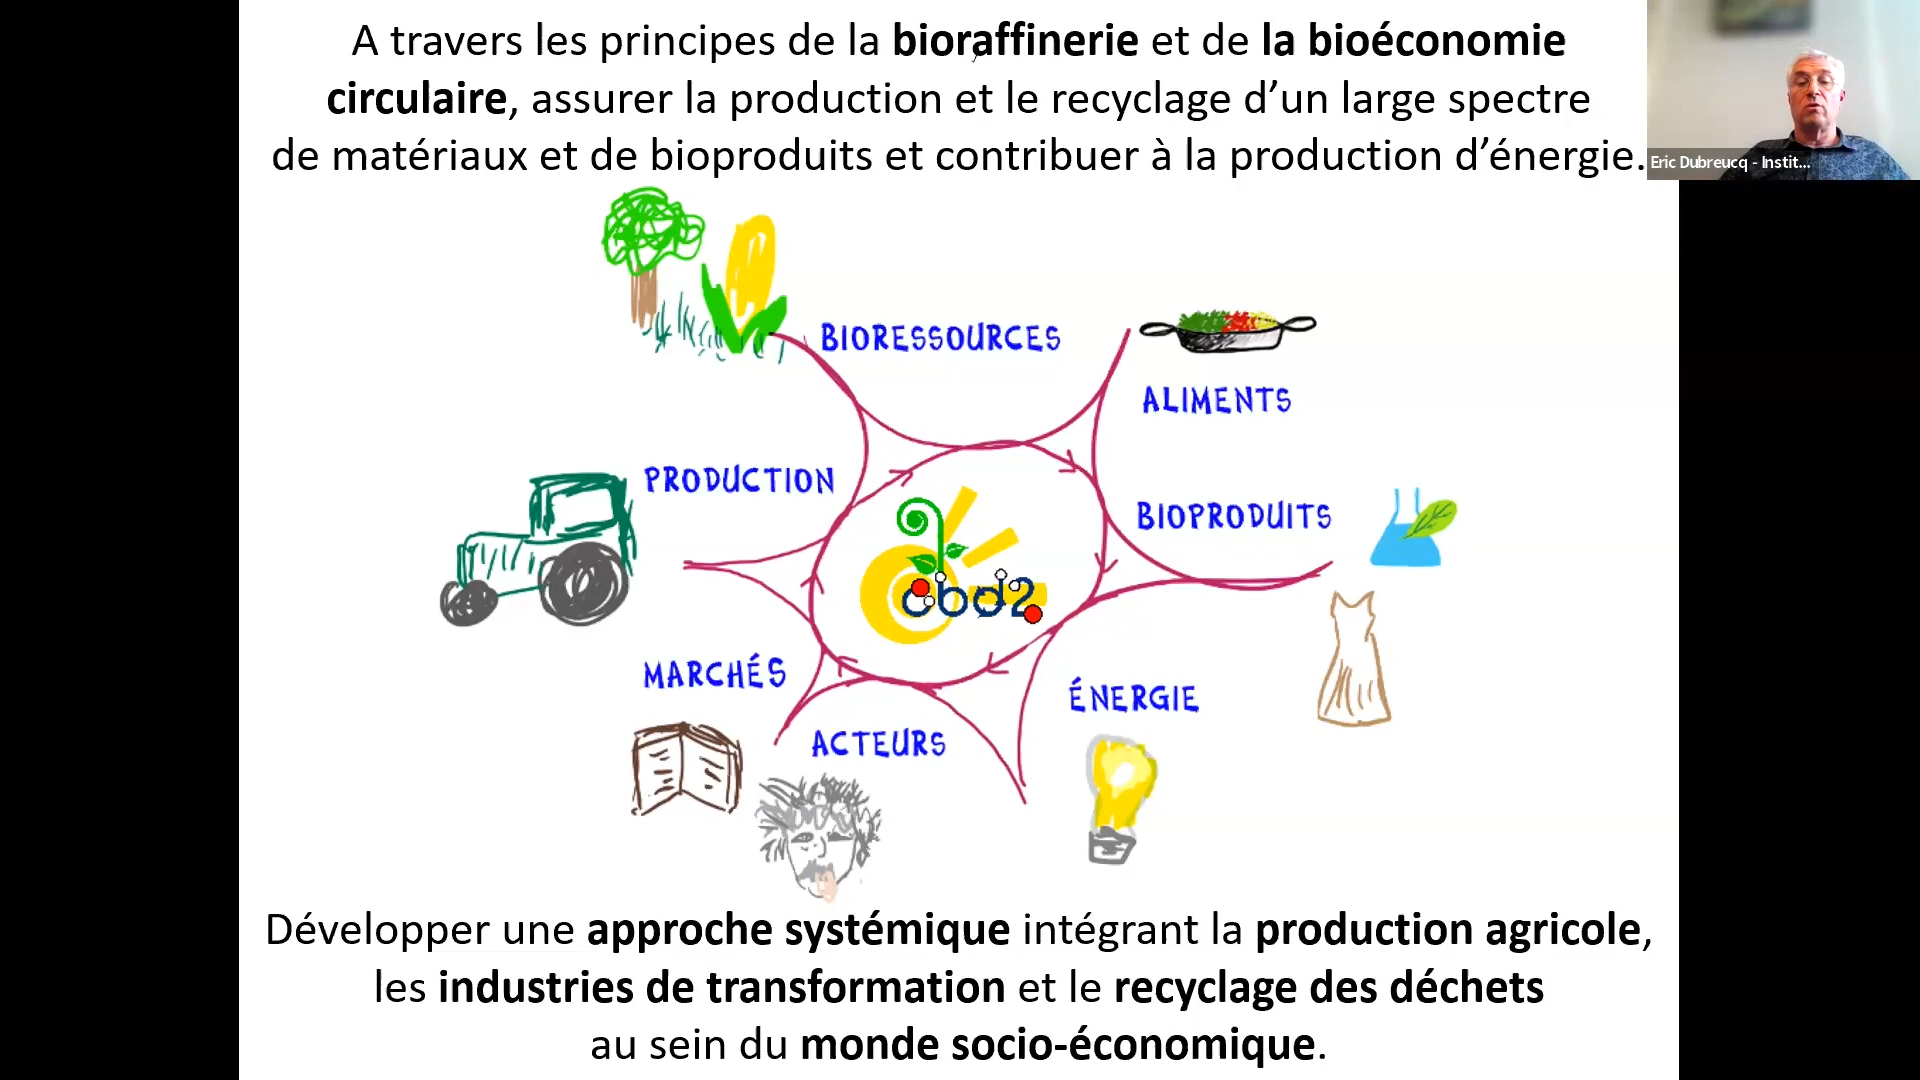 A travers les principes de la bioraffinerie et de la bioéconomie
circulaire, assurer la production et le recyclage d’un large spectre
de matériaux et de bioproduits et contribuer à la production d’énergie.
Eric Dubreucq - Instit...
BIORESSOURCES
ALIMENTS
PRODUCTION
BIOPRODUITS
abd2
MARCHÉS
ÉNERGIE
ACTEURS
Développer une approche systémique intégrant la production agricole,
les industries de transformation et le recyclage des déchets
au sein du monde socio-économique.